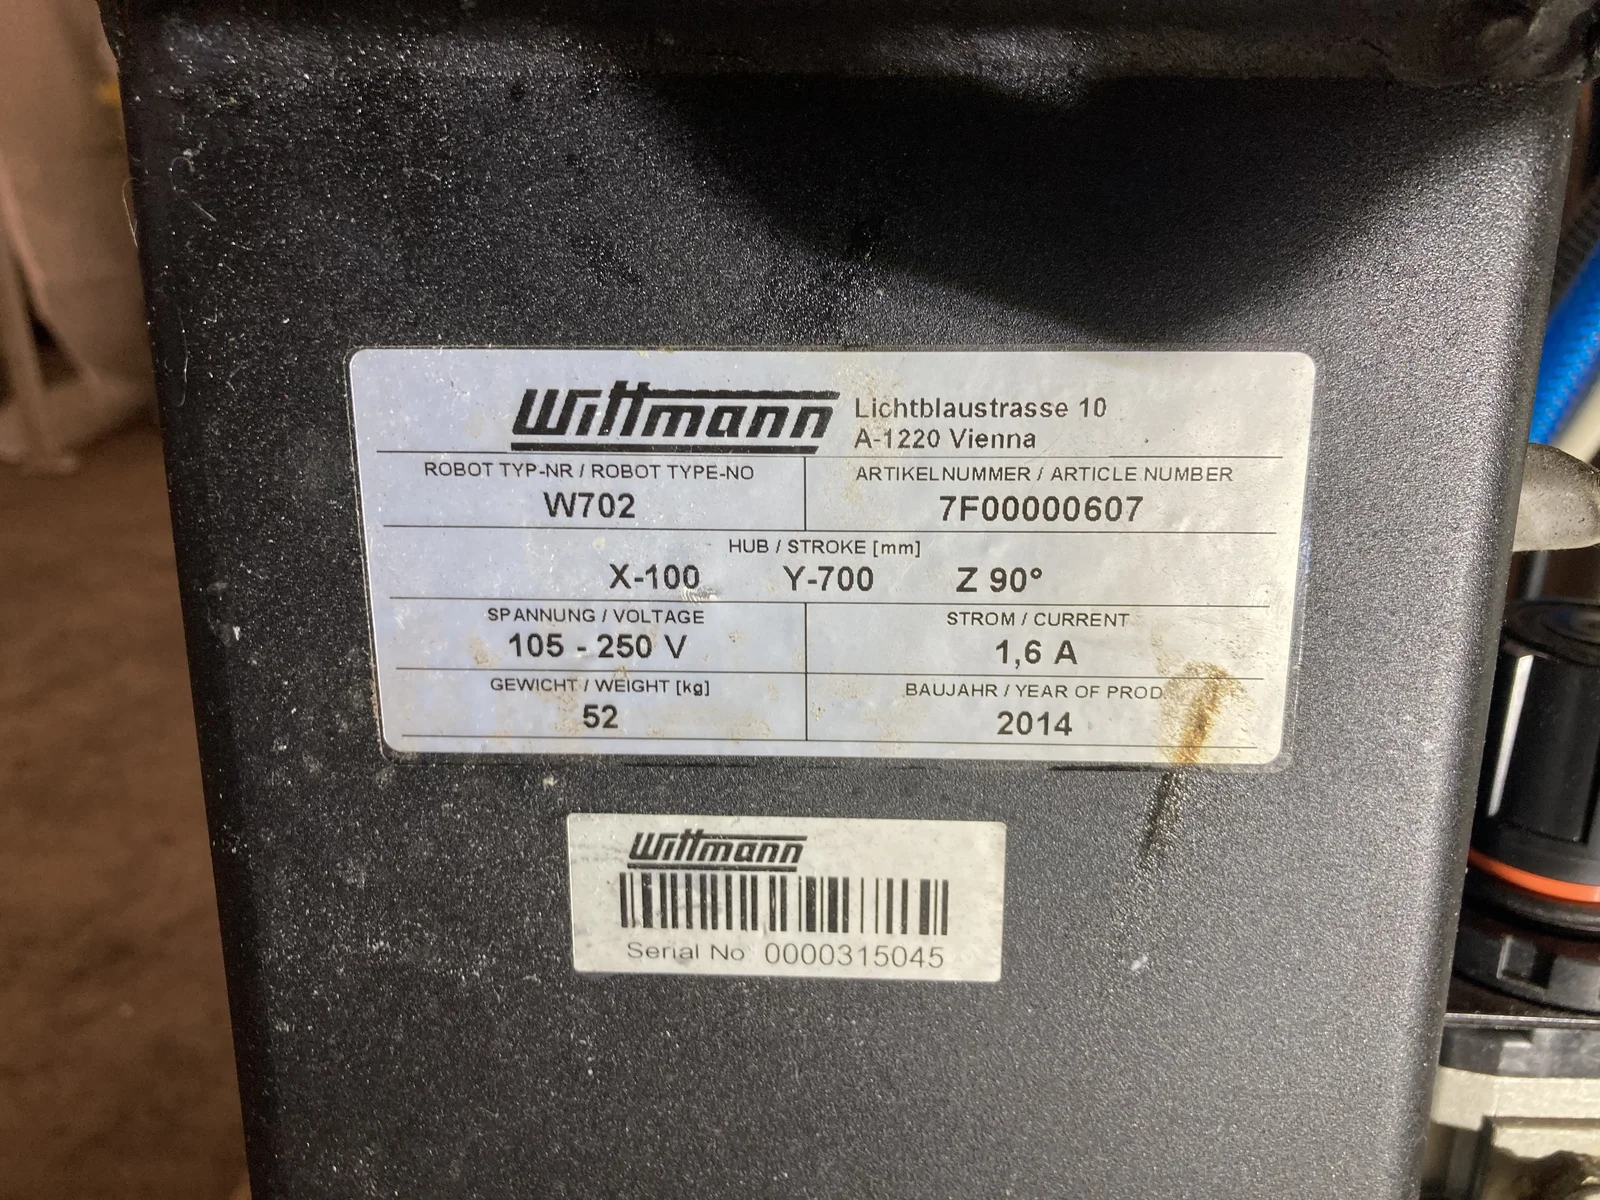 Wittmann Lichtblaustrasse 10
A-1220 Vienna
ROBOT TYP-NR / ROBOT TYPE-NO ARTIKELNUMMER / ARTICLE NUMBER
W702 7F00000607
HUB / STROKE [mm]
X-100 Y-700 Z 90°
SPANNUNG / VOLTAGE STROM / CURRENT
105 - 250 V 1,6 A
GEWICHT / WEIGHT [kg] BAUJAHR / YEAR OF PROD
52 2014
Wittmann
Serial No 0000315045